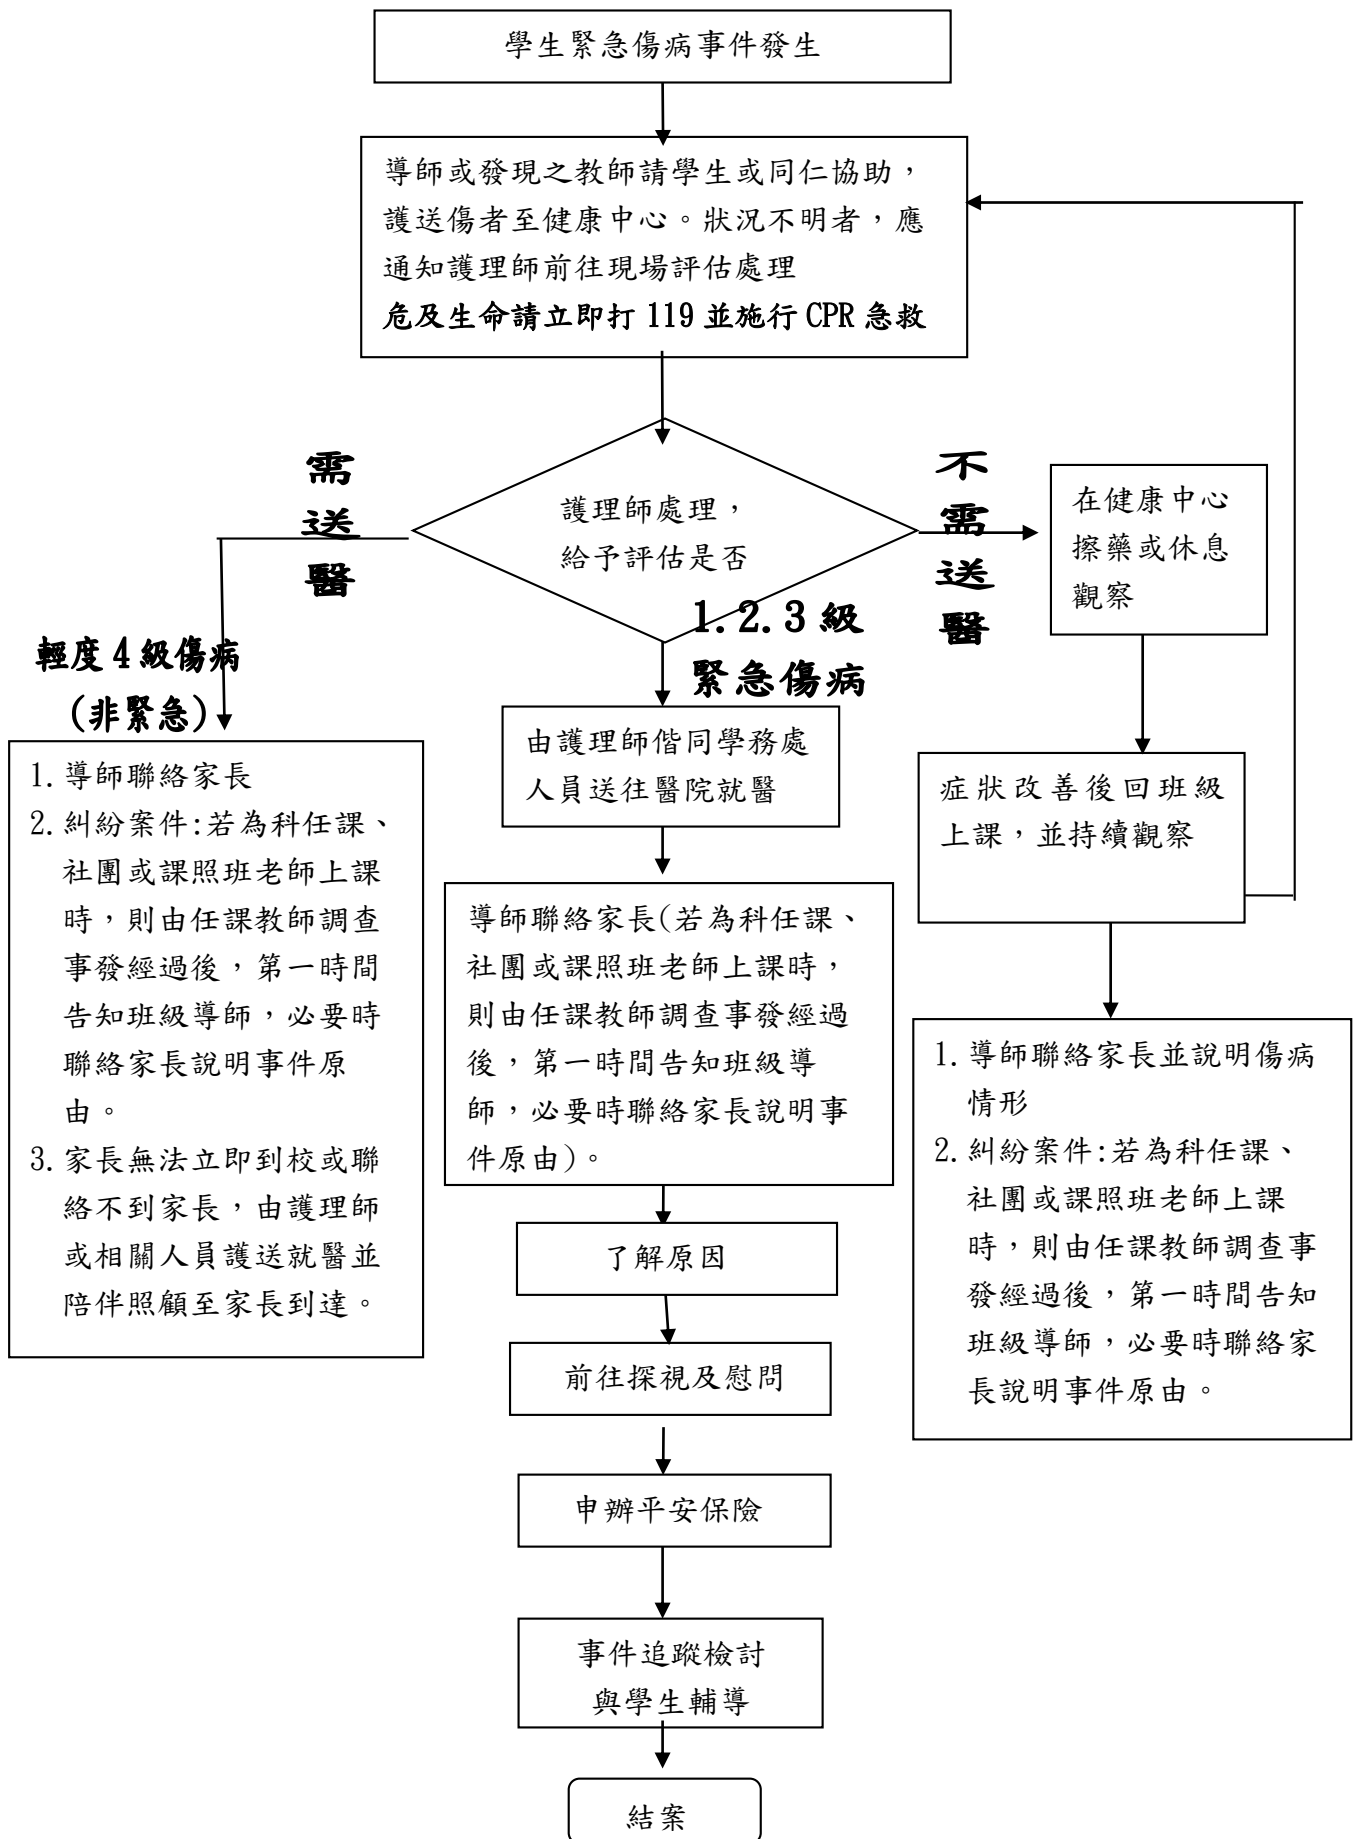 學生緊急傷病事件發生
導師或發現之教師請學生或同仁協助，
護送傷者至健康中心。狀況不明者，應
通知護理師前往現場評估處理
危及生命請立即打 119 並施行 CPR 急救
護理師處理，
給予評估是否
需
送
醫
輕度 4 級傷病
(非緊急)
1. 導師聯絡家長
2. 糾紛案件:若為科任課、
社團或課照班老師上課
時，則由任課教師調查
事發經過後，第一時間
告知班級導師，必要時
聯絡家長說明事件原
由。
3. 家長無法立即到校或聯
絡不到家長，由護理師
或相關人員護送就醫並
陪伴照顧至家長到達。
1.2.3 級
緊急傷病
由護理師偕同學務處
人員送往醫院就醫
導師聯絡家長(若為科任課、
社團或課照班老師上課時，
則由任課教師調查事發經過
後，第一時間告知班級導
師，必要時聯絡家長說明事
件原由)。
了解原因
前往探視及慰問
申辦平安保險
事件追蹤檢討
與學生輔導
結案
不
需
送
醫
在健康中心
擦藥或休息
觀察
症狀改善後回班級
上課，並持續觀察
1. 導師聯絡家長並說明傷病
情形
2. 糾紛案件:若為科任課、
社團或課照班老師上課
時，則由任課教師調查事
發經過後，第一時間告知
班級導師，必要時聯絡家
長說明事件原由。